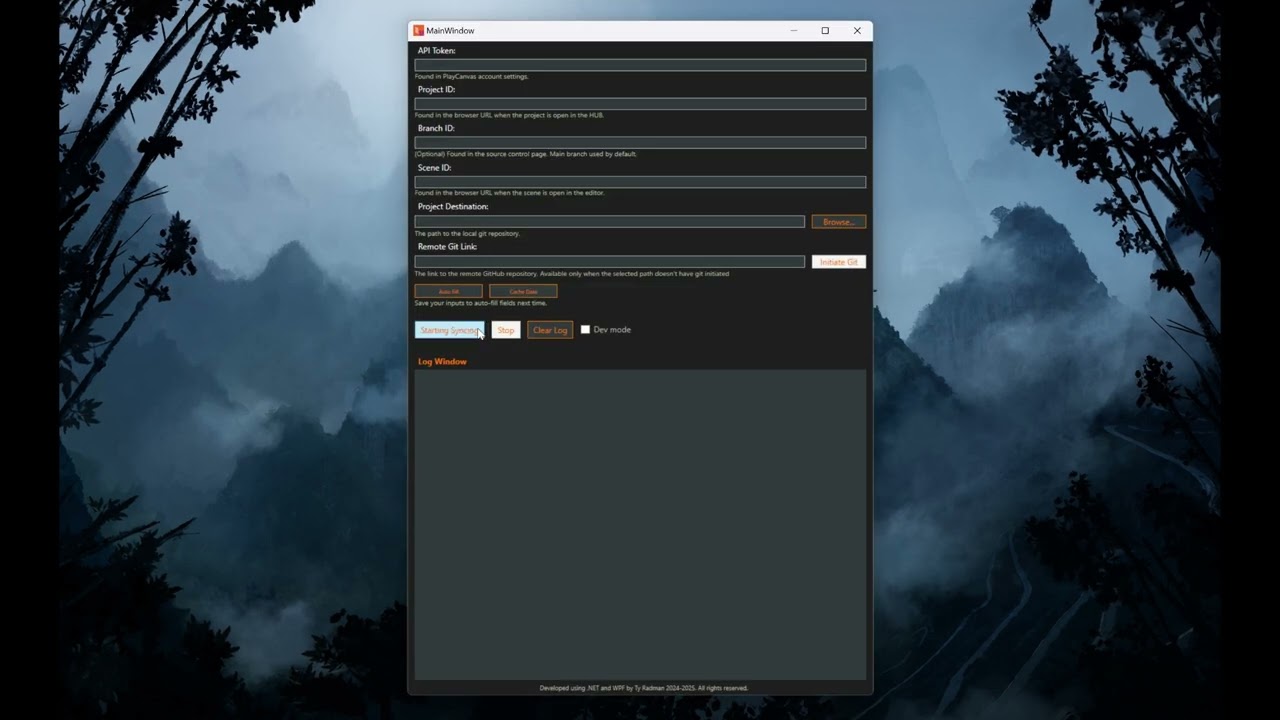 MainWindow
API Token:
Found in PlayCanvas account settings.
Project ID:
Found in the browser URL when the project is open in the HUB.
Branch ID:
(Optional) Found in the source control page. Main branch used by default.
Scene ID:
Found in the browser URL when the scene is open in the editor.
Project Destination:
Browse...
The path to the local git repository.
Remote Git Link:
Initiate Git
The link to the remote GitHub repository. Available only when the selected path doesn't have git initiated
Auto-fill Cache Data
Save your inputs to auto-fill fields next time.
Starting Syncing Stop Clear Log Dev mode
Log Window
Developed using .NET and WPF by Ty Radman 2024-2025. All rights reserved.